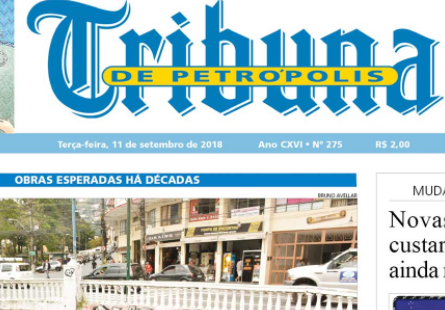 Tribuna
DE PETRÓPOLIS
Terça-feira, 11 de setembro de 2018 Ano CXVI • Nº 275 R$ 2,00
OBRAS ESPERADAS HÁ DÉCADAS
BRUNO AVELLAR
MUDA
Novas
custar
ainda